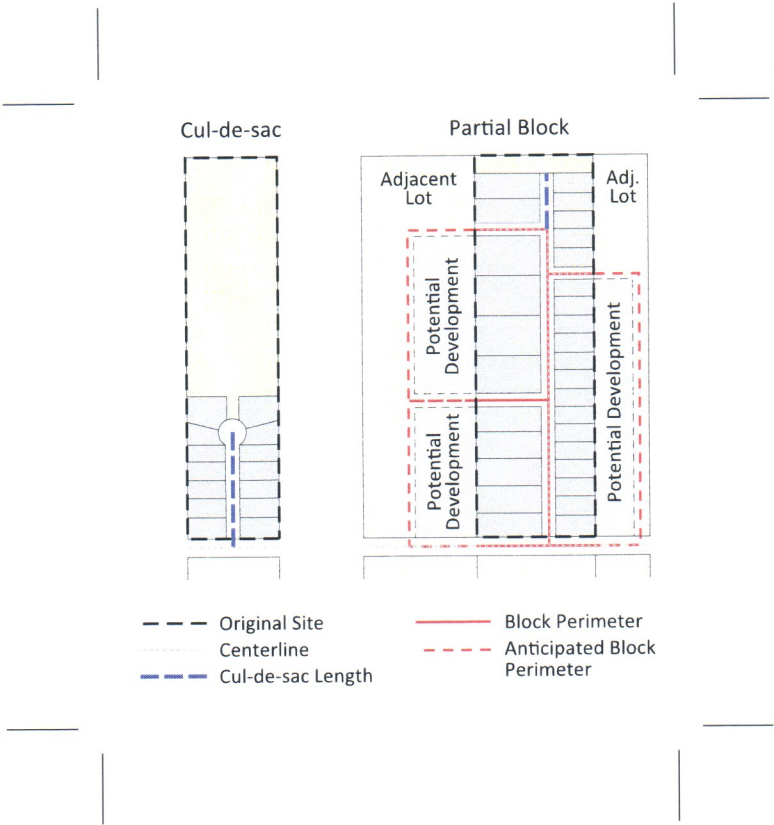 Cul-de-sac
Partial Block
Adjacent
Lot
Adj.
Lot
Potential
Development
Potential
Development
Potential Development
Original Site
Centerline
Cul-de-sac Length
Block Perimeter
Anticipated Block
Perimeter